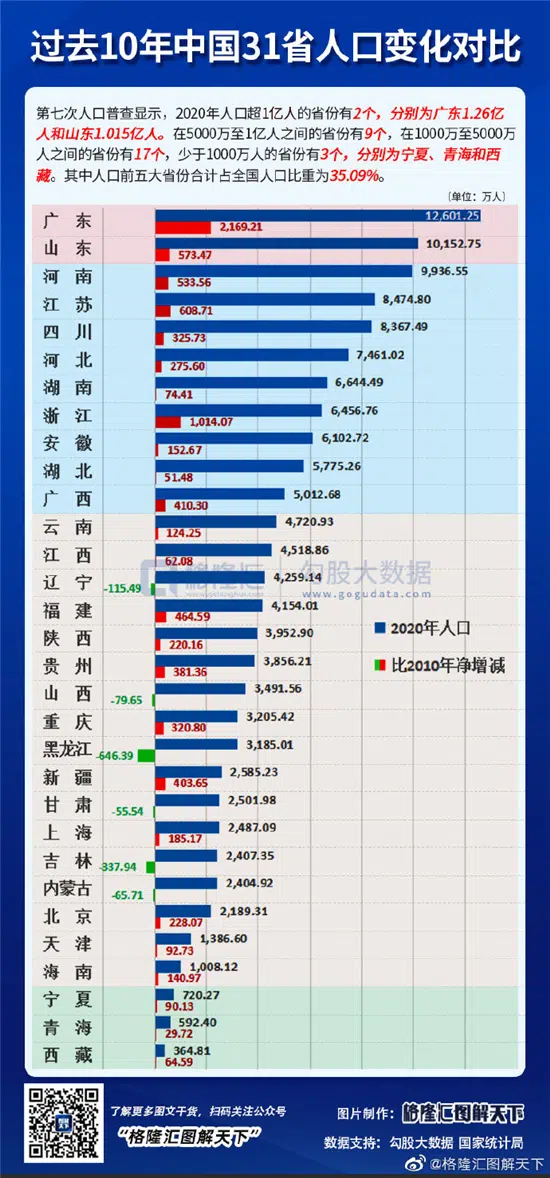 过去10年中国31省人口变化对比
第七次人口普查显示，2020年人口超1亿人的省份有2个，分别为广东1.26亿
人和山东1.015亿人。在5000万至1亿人之间的省份有9个，在1000万至5000万
人之间的省份有17个，少于1000万人的省份有3个，分别为宁夏、青海和西
藏。其中人口前五大省份合计占全国人口比重为35.09%。
（单位：万人）
广 东 12,601.25
2,169.21
山 东 10,152.75
573.47
河 南 9,936.55
533.56
江 苏 8,474.80
608.71
四 川 8,367.49
325.73
河 北 7,461.02
275.60
湖 南 6,644.49
74.41
浙 江 6,456.76
1,014.07
安 徽 6,102.72
152.67
湖 北 5,775.26
51.48
广 西 5,012.68
410.30
云 南 4,720.93
124.25
江 西 4,518.86
62.08
格隆汇 勾股大数据
www.gogudata.com
辽 宁 4,259.14
-115.49
福 建 4,154.01
464.59
陕 西 3,952.90
220.16
2020年人口
贵 州 3,856.21
381.36
比2010年净增减
山 西 3,491.56
-79.65
重 庆 3,205.42
320.80
黑龙江 3,185.01
-646.39
新 疆 2,585.23
403.65
甘 肃 2,501.98
-55.54
上 海 2,487.09
185.17
吉 林 2,407.35
-337.94
内蒙古 2,404.92
-65.71
北 京 2,189.31
228.07
天 津 1,386.60
92.73
海 南 1,008.12
140.97
宁 夏 720.27
90.13
青 海 592.40
29.72
西 藏 364.81
64.59
了解更多图文干货，扫码关注公众号
“格隆汇图解天下”
图片制作：格隆汇图解天下
数据支持：勾股大数据 国家统计局
@格隆汇图解天下